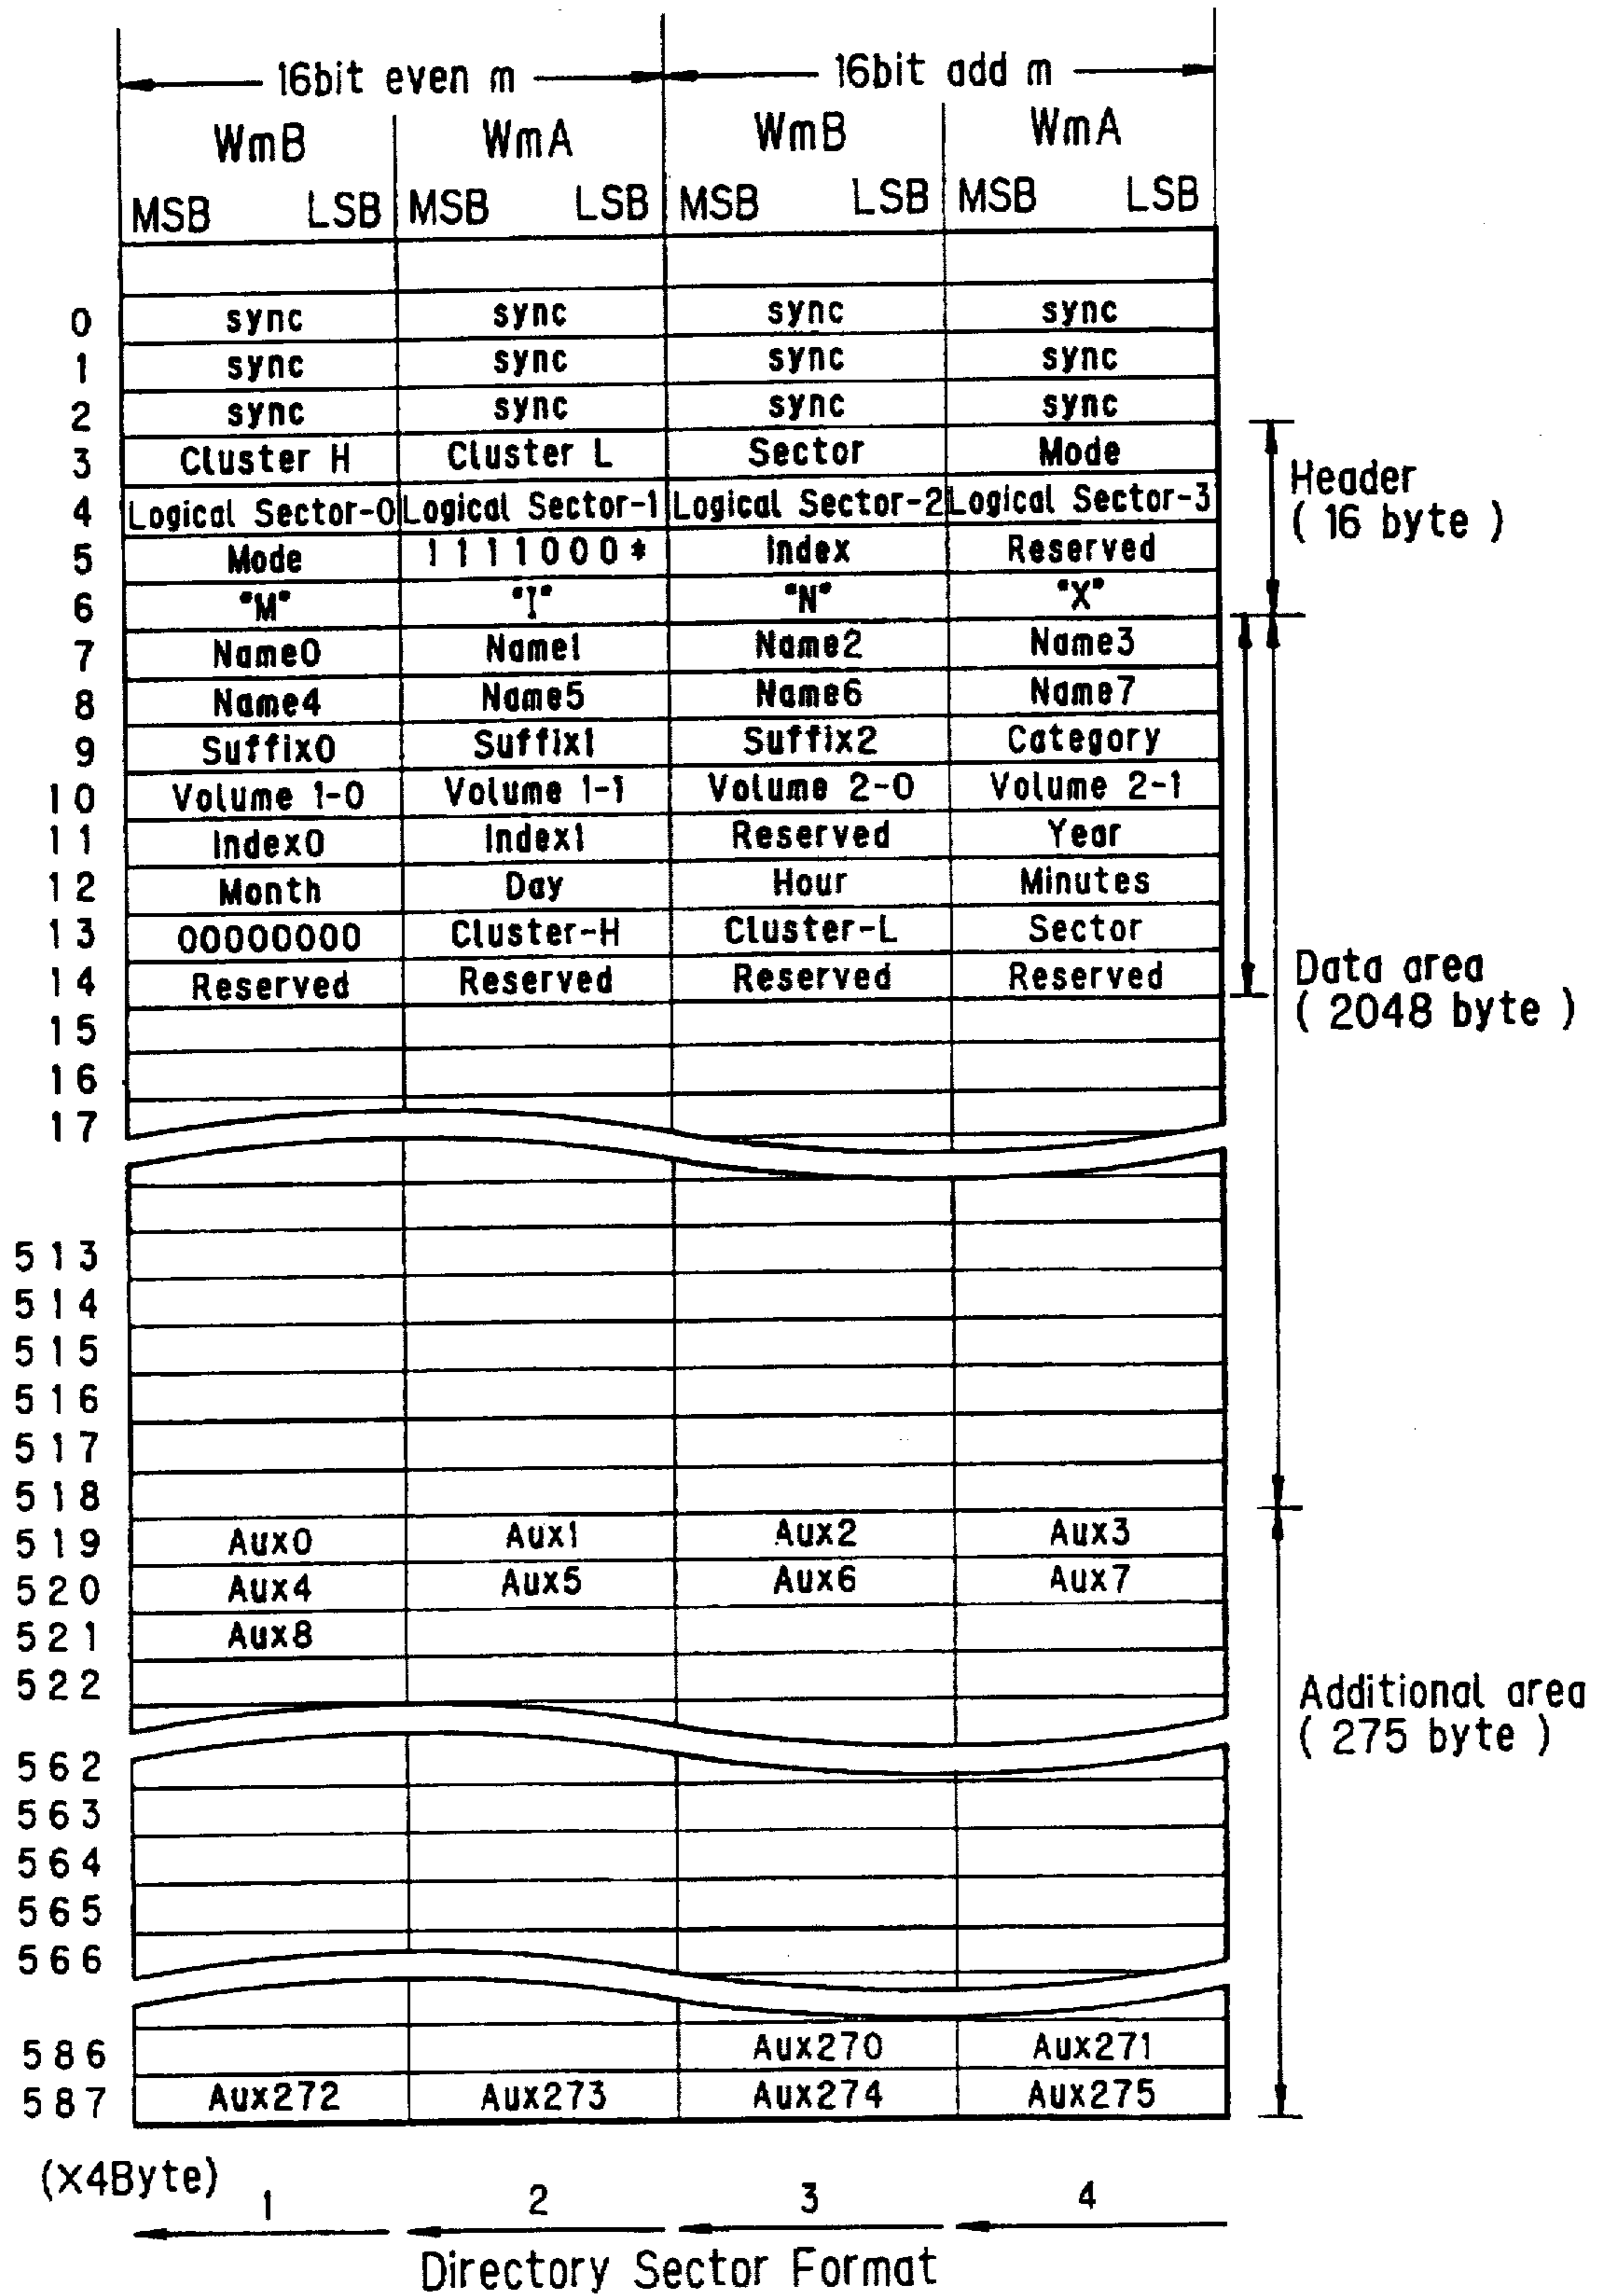 16bit even m 16bit add m
WmB WmA WmB WmA
MSB LSB MSB LSB MSB LSB MSB LSB
0 sync sync sync sync
1 sync sync sync sync
2 sync sync sync sync
3 Cluster H Cluster L Sector Mode
4 Logical Sector-0 Logical Sector-1 Logical Sector-2 Logical Sector-3
5 Mode 1111000* Index Reserved
6 "M" "I" "N" "X"
Header
( 16 byte )
7 Name0 Name1 Name2 Name3
8 Name4 Name5 Name6 Name7
9 Suffix0 Suffix1 Suffix2 Category
10 Volume 1-0 Volume 1-1 Volume 2-0 Volume 2-1
11 Index0 Index1 Reserved Year
12 Month Day Hour Minutes
13 00000000 Cluster-H Cluster-L Sector
14 Reserved Reserved Reserved Reserved
Data area
( 2048 byte )
15
16
17
513
514
515
516
517
518
519 Aux0 Aux1 Aux2 Aux3
520 Aux4 Aux5 Aux6 Aux7
521 Aux8
522
Additional area
( 275 byte )
562
563
564
565
566
586 Aux270 Aux271
587 Aux272 Aux273 Aux274 Aux275
(X4Byte)
1 2 3 4
Directory Sector Format